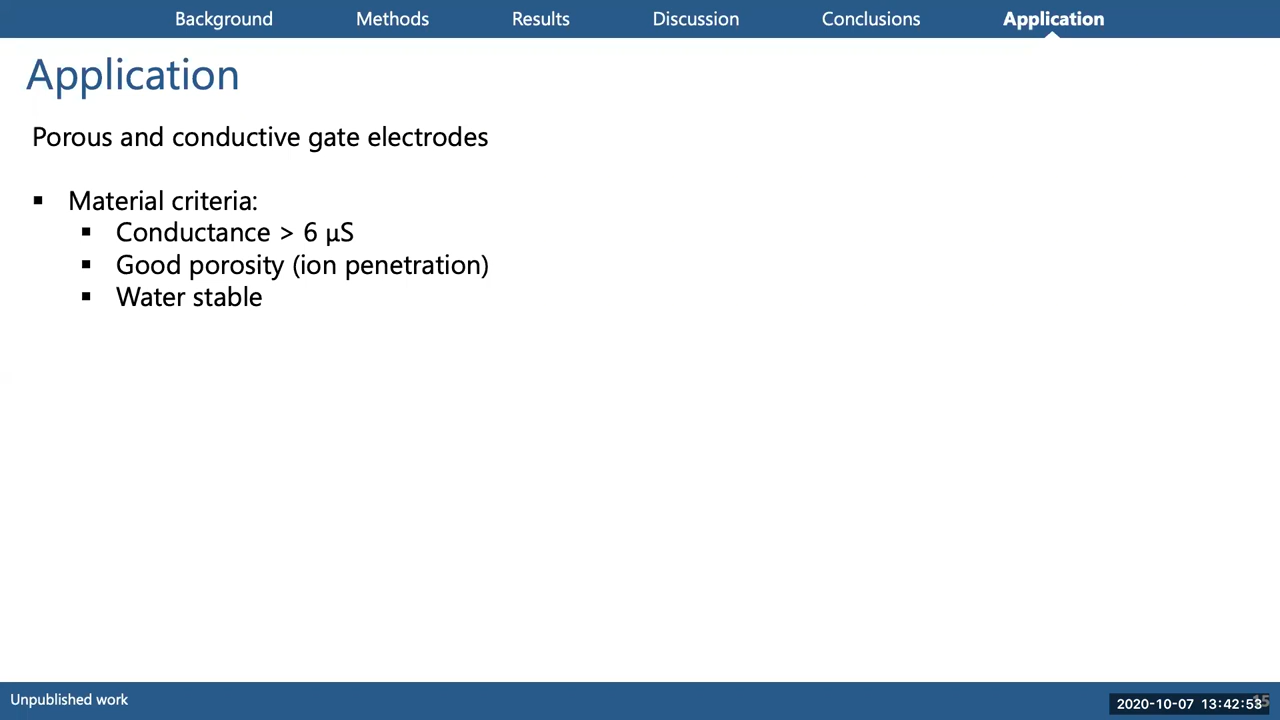 Background Methods Results Discussion Conclusions Application
Application
Porous and conductive gate electrodes
▪ Material criteria:
▪ Conductance > 6 µS
▪ Good porosity (ion penetration)
▪ Water stable
Unpublished work
2020-10-07 13:42:53
15